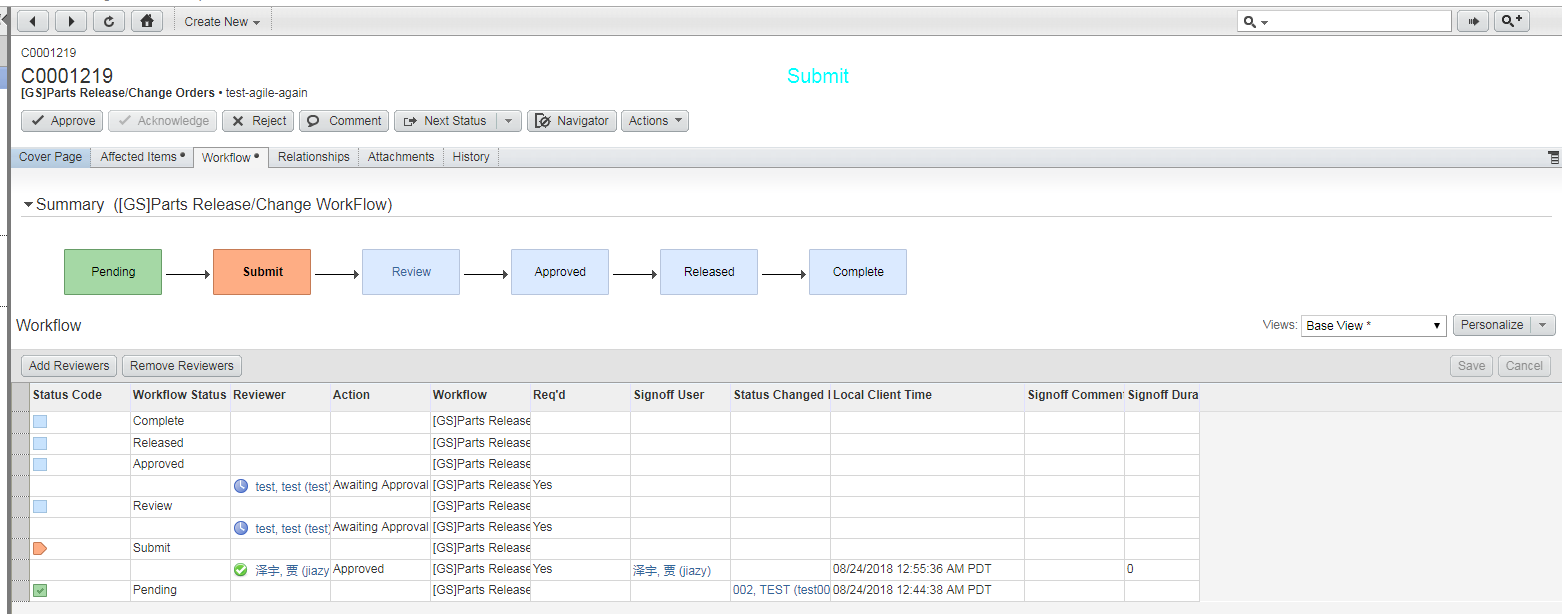 Create New
C0001219
C0001219
Submit
[GS]Parts Release/Change Orders • test-agile-again
Approve Acknowledge Reject Comment Next Status Navigator Actions
Cover Page Affected Items • Workflow • Relationships Attachments History
Summary ([GS]Parts Release/Change WorkFlow)
Pending Submit Review Approved Released Complete
Workflow Views: Base View * Personalize
Add Reviewers Remove Reviewers Save Cancel
Status Code Workflow Status Reviewer Action Workflow Req'd Signoff User Status Changed Local Client Time Signoff Commen Signoff Dura
Complete [GS]Parts Release
Released [GS]Parts Release
Approved [GS]Parts Release
test, test (test) Awaiting Approval [GS]Parts Release Yes
Review [GS]Parts Release
test, test (test) Awaiting Approval [GS]Parts Release Yes
Submit [GS]Parts Release
泽宇, 贾 (jiazy Approved [GS]Parts Release Yes 泽宇, 贾 (jiazy) 08/24/2018 12:55:36 AM PDT 0
Pending [GS]Parts Release 002, TEST (test00 08/24/2018 12:44:38 AM PDT